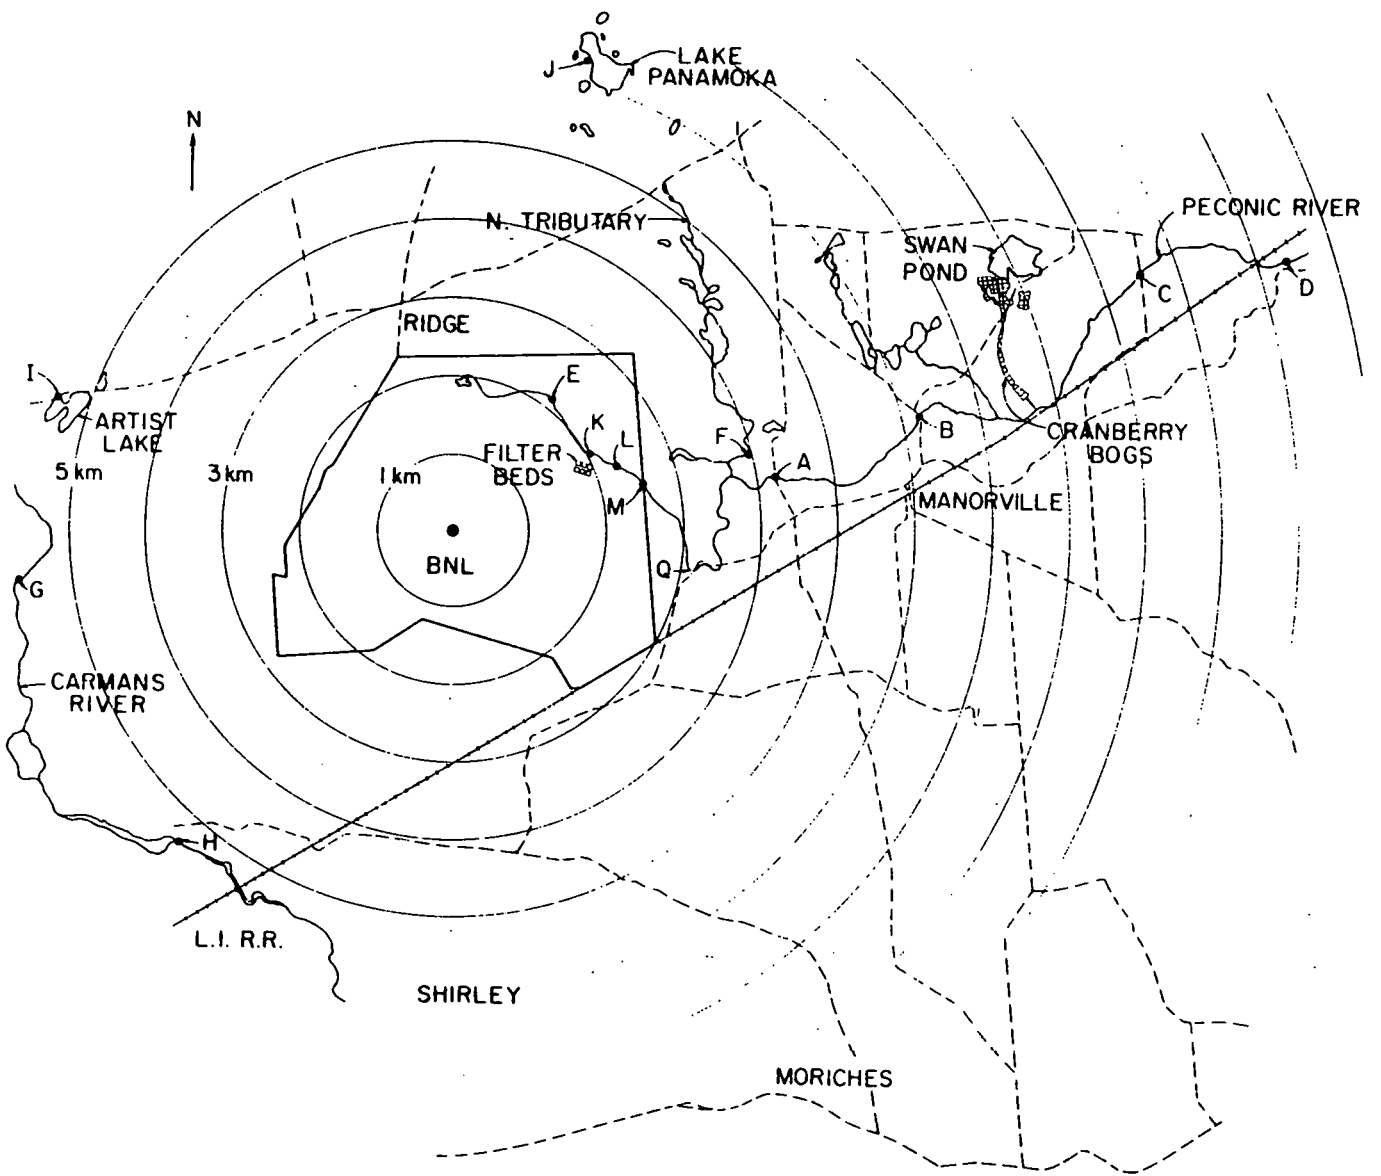 LAKE
PANAMOKA
J
N
N. TRIBUTARY
PECONIC RIVER
SWAN
POND
C
D
RIDGE
I
ARTIST
LAKE
E
K
L
F
A
B
CRANBERRY
BOGS
FILTER
BEDS
5 km
3 km
1 km
M
MANORVILLE
BNL
Q
G
CARMANS
RIVER
H
L.I. R.R.
SHIRLEY
MORICHES